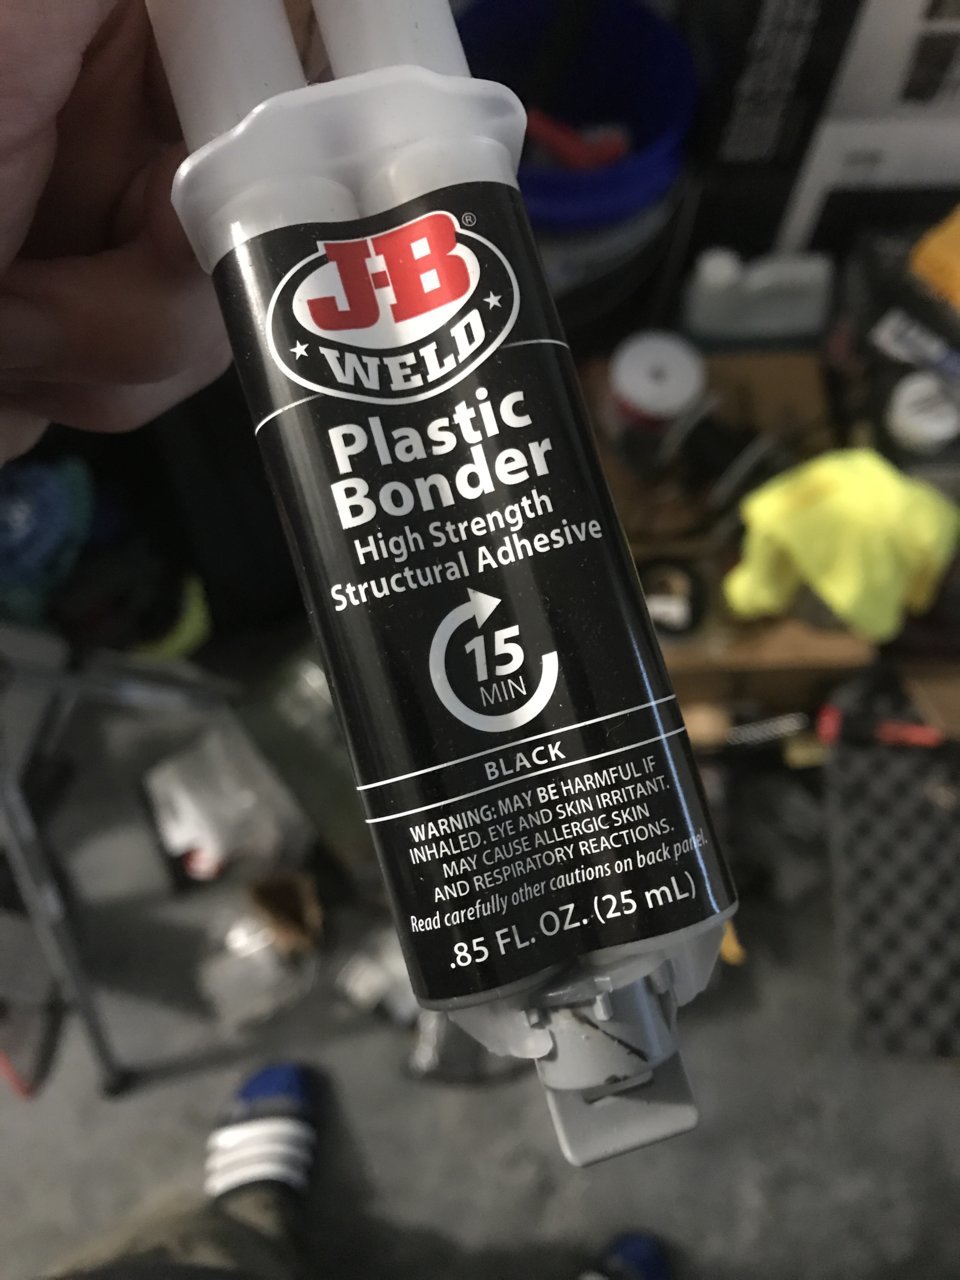 J-B®
WELD
Plastic
Bonder
High Strength
Structural Adhesive
15
MIN
BLACK
WARNING: MAY BE HARMFUL IF
INHALED. EYE AND SKIN IRRITANT.
MAY CAUSE ALLERGIC SKIN
AND RESPIRATORY REACTIONS.
Read carefully other cautions on back panel.
.85 FL. OZ. (25 mL)